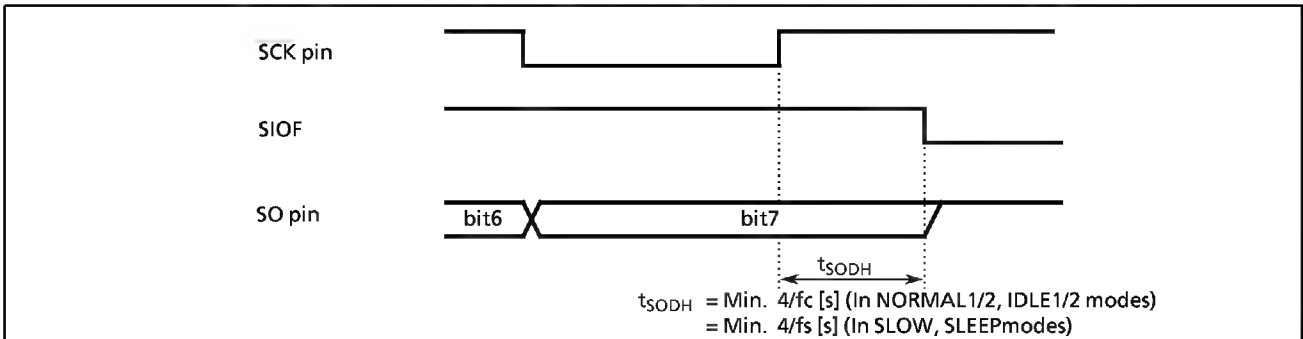 SCK pin
SIOF
SO pin
bit6 bit7
tSODH
tSODH = Min. 4/fc [s] (In NORMAL1/2, IDLE1/2 modes)
= Min. 4/fs [s] (In SLOW, SLEEPmodes)